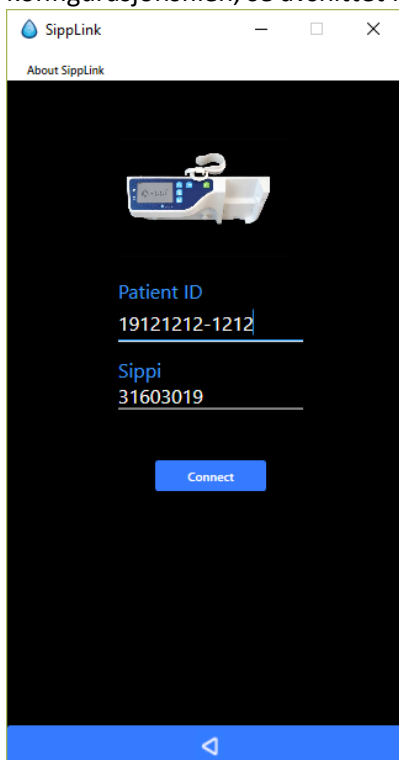 SippLink
About SippLink
Patient ID
19121212-1212
Sippi
31603019
Connect